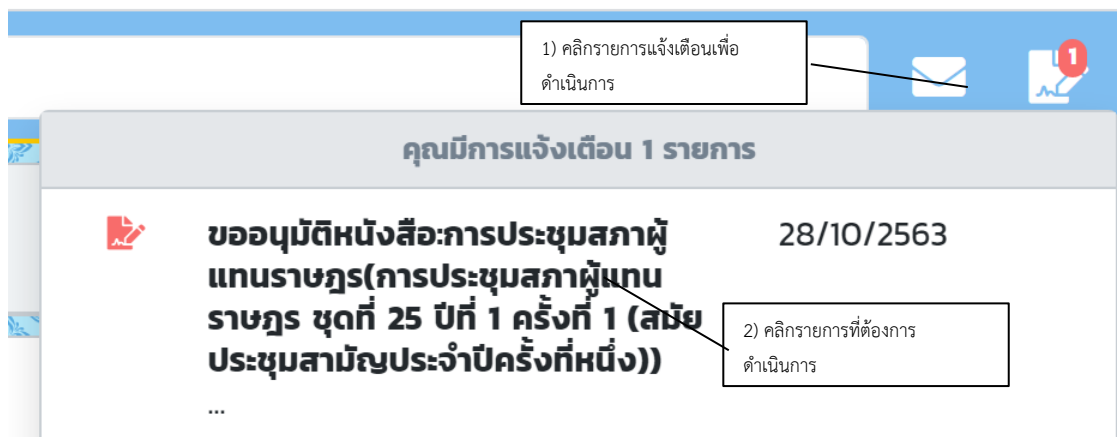 1) คลิกรายการแจ้งเตือนเพื่อ
ดำเนินการ
1
คุณมีการแจ้งเตือน 1 รายการ
ขออนุมัติหนังสือ:การประชุมสภาผู้ 28/10/2563
แทนราษฎร(การประชุมสภาผู้แทน
ราษฎร ชุดที่ 25 ปีที่ 1 ครั้งที่ 1 (สมัย
ประชุมสามัญประจำปีครั้งที่หนึ่ง))
...
2) คลิกรายการที่ต้องการ
ดำเนินการ